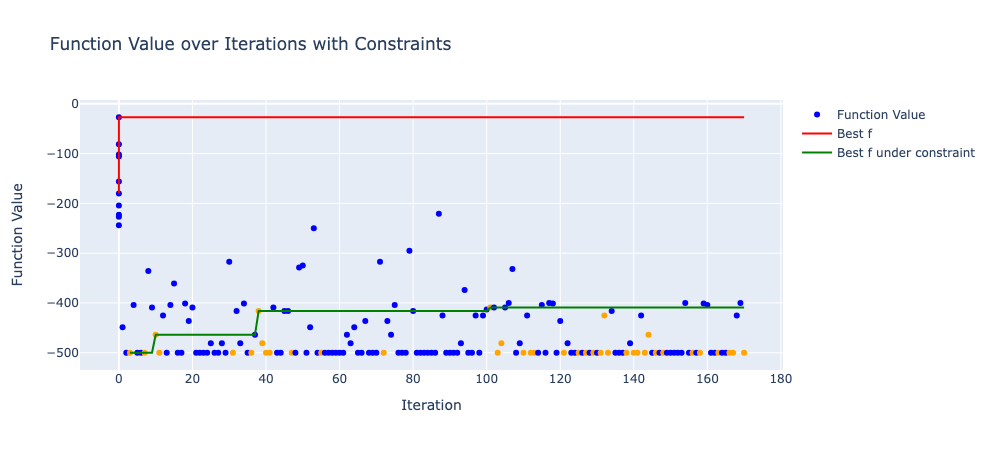 Function Value over Iterations with Constraints
Function Value
Best f
Best f under constraint
0
−100
−200
−300
−400
−500
Function Value
0
20
40
60
80
100
120
140
160
180
Iteration